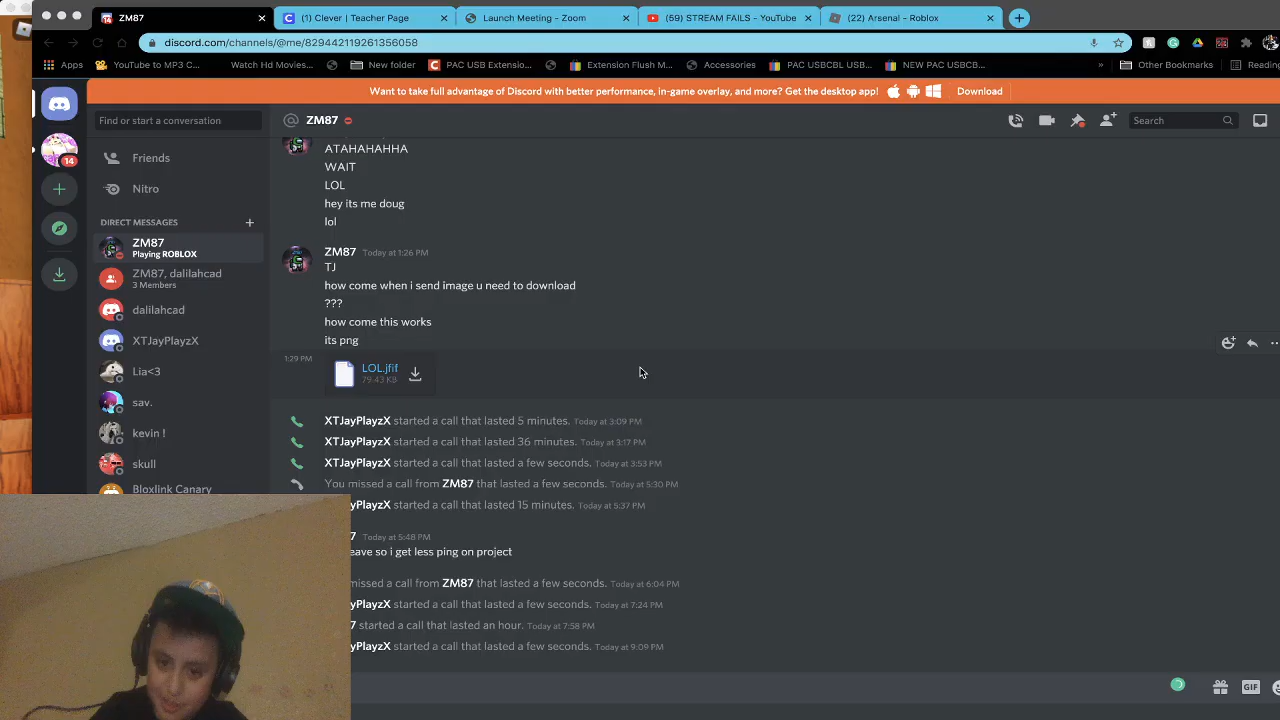 ZM87
(1) Clever | Teacher Page
Launch Meeting - Zoom
(59) STREAM FAILS - YouTube
(22) Arsenal - Roblox
discord.com/channels/@me/829442119261356058
Apps
YouTube to MP3 C...
Watch Hd Movies...
New folder
PAC USB Extensio...
Extension Flush M...
Accessories
PAC USBCBL USB...
NEW PAC USBCB...
»
Other Bookmarks
Reading
Want to take full advantage of Discord with better performance, in-game overlay, and more? Get the desktop app!
Download
Find or start a conversation
ZM87
Search
14
Friends
Nitro
DIRECT MESSAGES
ZM87
Playing ROBLOX
ZM87, dalilahcad
3 Members
dalilahcad
XTJayPlayzX
Lia<3
sav.
kevin !
skull
Bloxlink Canary
ATAHAHAHHA
WAIT
LOL
hey its me doug
lol
ZM87 Today at 1:26 PM
TJ
how come when i send image u need to download
???
how come this works
its png
1:29 PM
LOL.jfif
79.43 KB
XTJayPlayzX started a call that lasted 5 minutes. Today at 3:09 PM
XTJayPlayzX started a call that lasted 36 minutes. Today at 3:17 PM
XTJayPlayzX started a call that lasted a few seconds. Today at 3:53 PM
You missed a call from ZM87 that lasted a few seconds. Today at 5:30 PM
ayPlayzX started a call that lasted 15 minutes. Today at 5:37 PM
7 Today at 5:48 PM
eave so i get less ping on project
missed a call from ZM87 that lasted a few seconds. Today at 6:04 PM
ayPlayzX started a call that lasted a few seconds. Today at 7:24 PM
7 started a call that lasted an hour. Today at 7:58 PM
ayPlayzX started a call that lasted a few seconds. Today at 9:09 PM
GIF